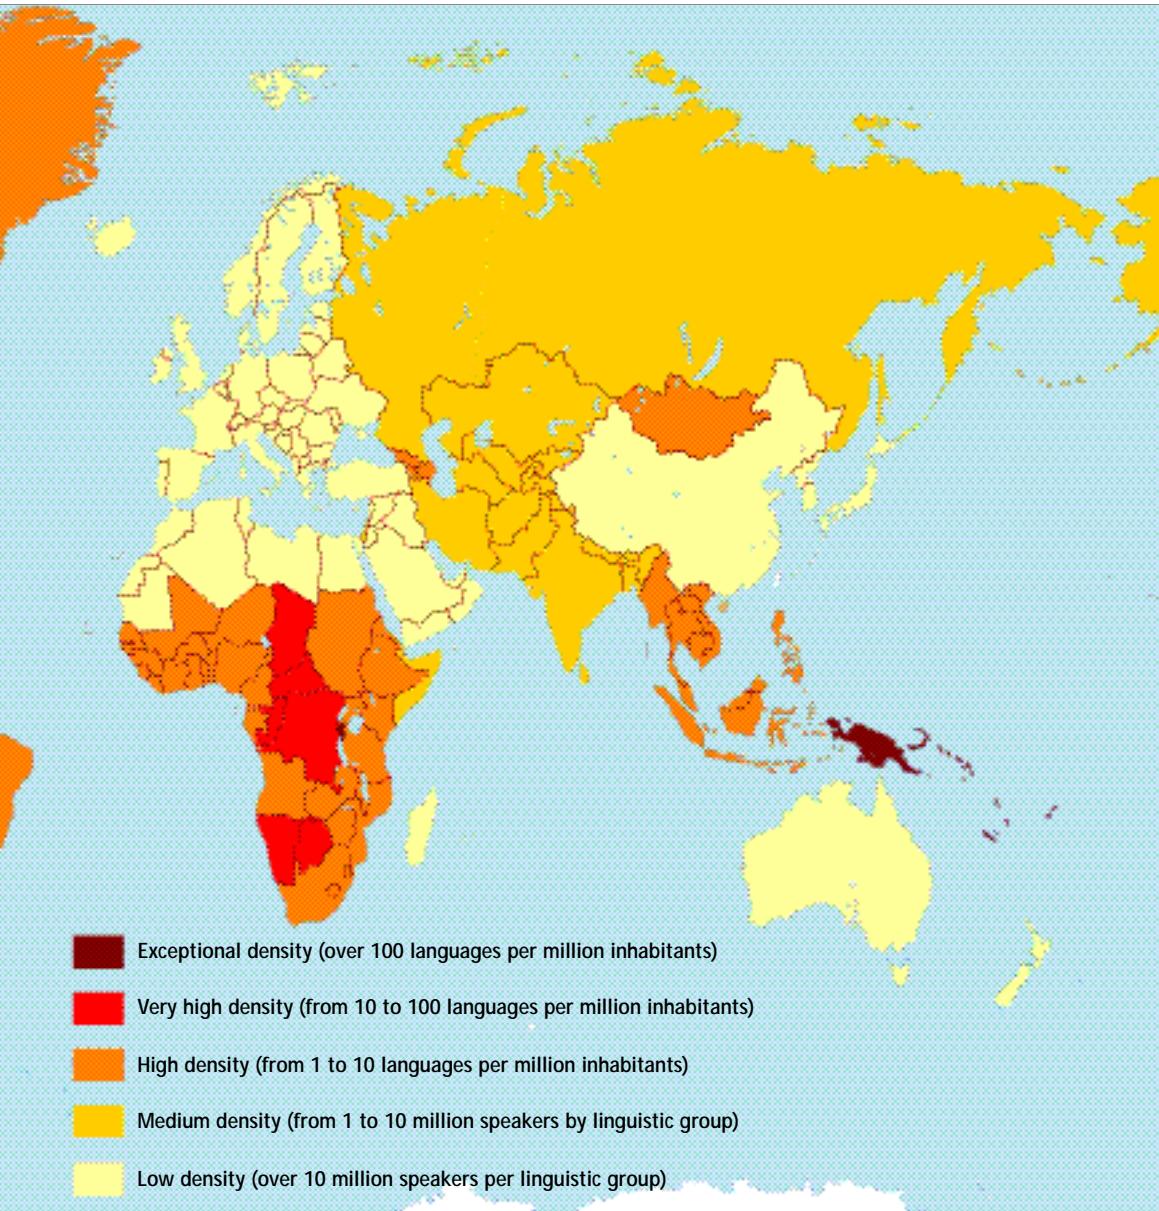 Exceptional density (over 100 languages per million inhabitants)
Very high density (from 10 to 100 languages per million inhabitants)
High density (from 1 to 10 languages per million inhabitants)
Medium density (from 1 to 10 million speakers by linguistic group)
Low density (over 10 million speakers per linguistic group)